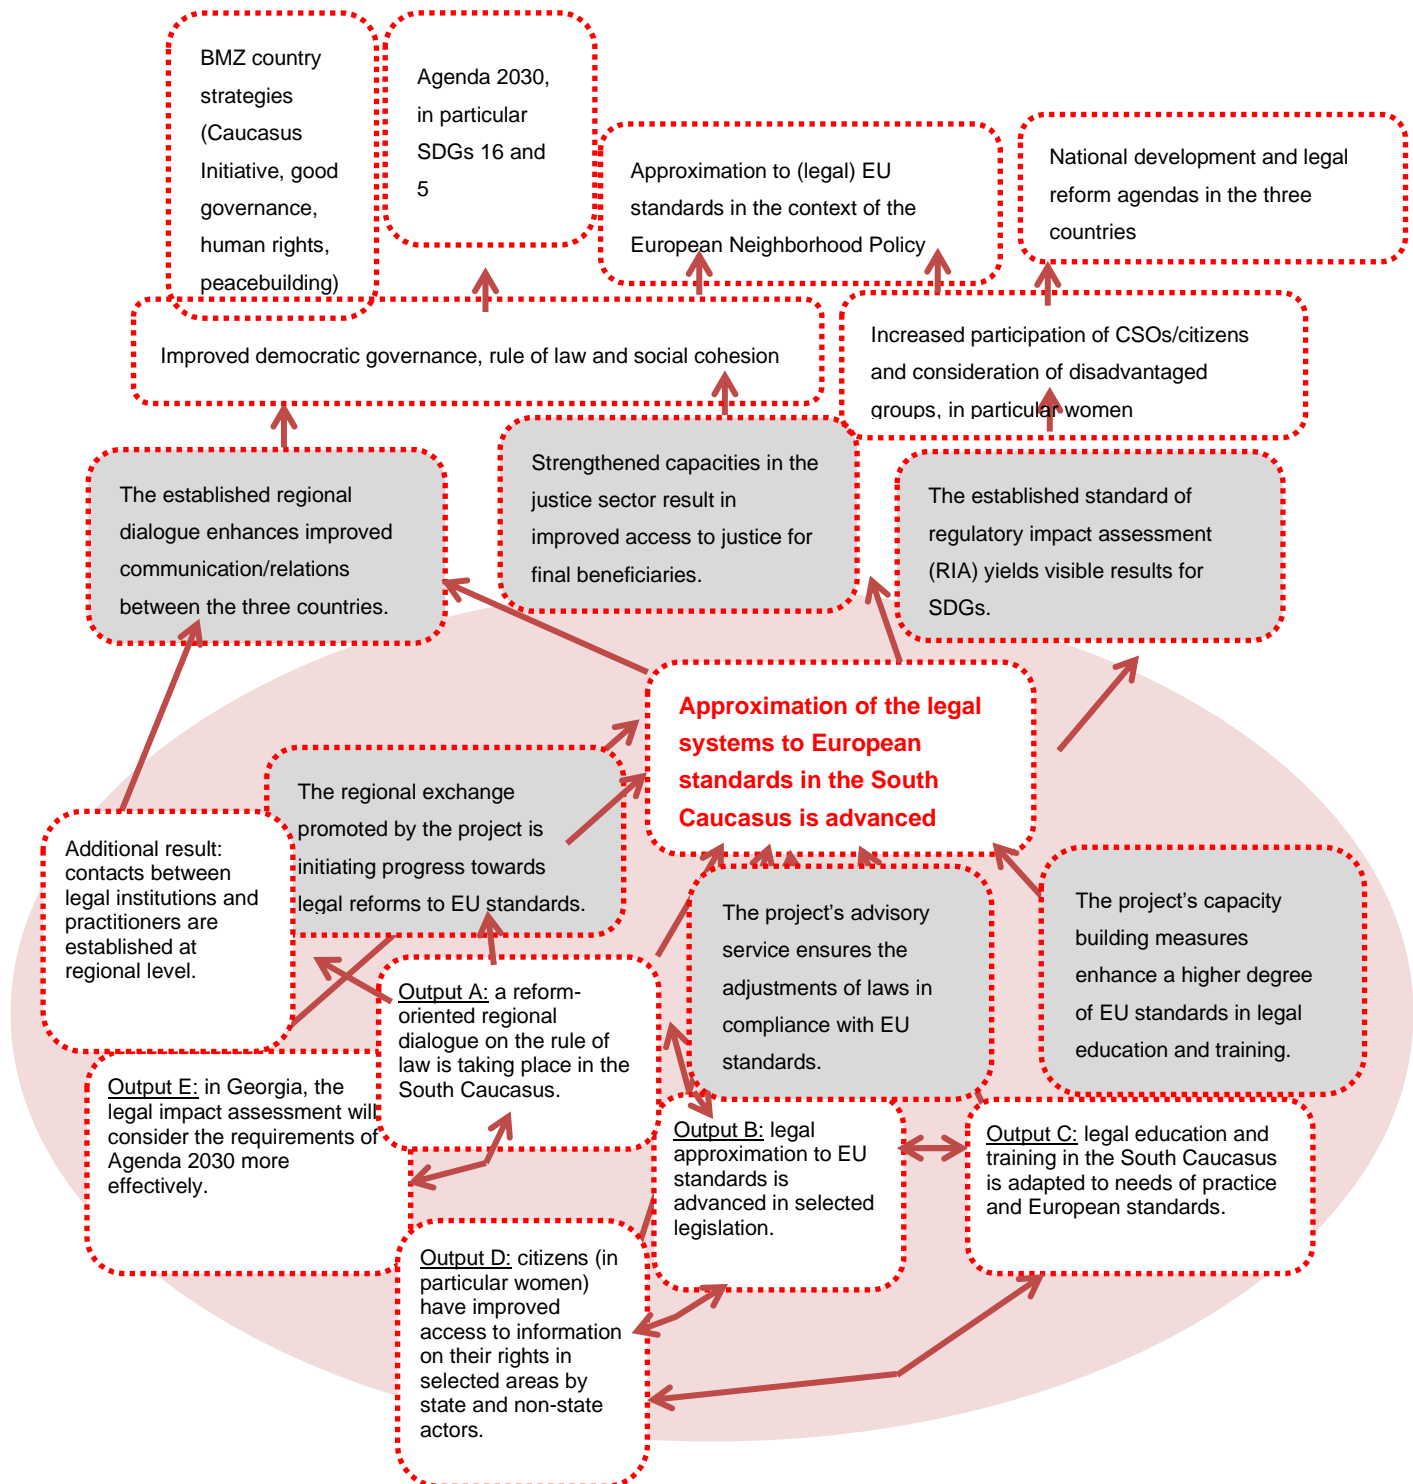 BMZ country
strategies
(Caucasus
Initiative, good
governance,
human rights,
peacebuilding)
Agenda 2030,
in particular
SDGs 16 and
5
Approximation to (legal) EU
standards in the context of the
European Neighborhood Policy
National development and legal
reform agendas in the three
countries
Improved democratic governance, rule of law and social cohesion
Increased participation of CSOs/citizens
and consideration of disadvantaged
groups, in particular women
The established regional
dialogue enhances improved
communication/relations
between the three countries.
Strengthened capacities in the
justice sector result in
improved access to justice for
final beneficiaries.
The established standard of
regulatory impact assessment
(RIA) yields visible results for
SDGs.
Approximation of the legal
systems to European
standards in the South
Caucasus is advanced
The regional exchange
promoted by the project is
initiating progress towards
legal reforms to EU standards.
Additional result:
contacts between
legal institutions and
practitioners are
established at
regional level.
The project's advisory
service ensures the
adjustments of laws in
compliance with EU
standards.
The project's capacity
building measures
enhance a higher degree
of EU standards in legal
education and training.
Output A: a reform-
oriented regional
dialogue on the rule of
law is taking place in the
South Caucasus.
Output E: in Georgia, the
legal impact assessment will
consider the requirements of
Agenda 2030 more
effectively.
Output B: legal
approximation to EU
standards is
advanced in selected
legislation.
Output C: legal education and
training in the South Caucasus
is adapted to needs of practice
and European standards.
Output D: citizens (in
particular women)
have improved
access to information
on their rights in
selected areas by
state and non-state
actors.